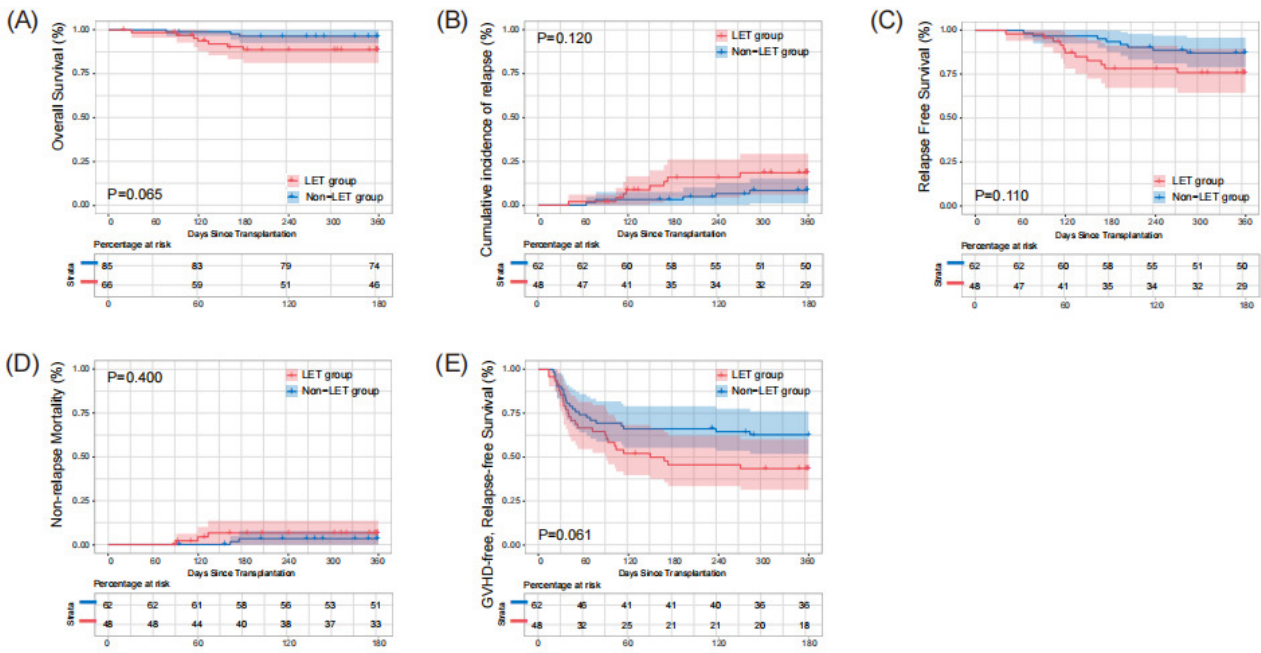 (A)
Overall Survival (%)
1.00
0.75
0.50
0.25
0.00
P=0.065
LET group
Non-LET group
0 60 120 180 240 300 360
Days Since Transplantation
Percentage at risk
Strata
85 83 79 74
66 59 51 46
0 60 120 180
(B)
Cumulative incidence of relapse (%)
1.00
0.75
0.50
0.25
0.00
P=0.120
LET group
Non-LET group
0 60 120 180 240 300 360
Days Since Transplantation
Percentage at risk
Strata
62 62 60 58 55 51 50
48 47 41 35 34 32 29
0 60 120 180
(C)
Relapse Free Survival (%)
1.00
0.75
0.50
0.25
0.00
LET group
Non-LET group
P=0.110
0 60 120 180 240 300 360
Days Since Transplantation
Percentage at risk
Strata
62 62 60 58 55 51 50
48 47 41 35 34 32 29
0 60 120 180
(D)
Non-relapse Mortality (%)
1.00
0.75
0.50
0.25
0.00
P=0.400
LET group
Non-LET group
0 60 120 180 240 300 360
Days Since Transplantation
Percentage at risk
Strata
62 62 61 58 56 53 51
48 48 44 40 38 37 33
0 60 120 180
(E)
GVHD-free, Relapse-free Survival (%)
1.00
0.75
0.50
0.25
0.00
LET group
Non-LET group
P=0.061
0 60 120 180 240 300 360
Days Since Transplantation
Percentage at risk
Strata
62 46 41 41 40 36 36
48 32 25 21 21 20 18
0 60 120 180